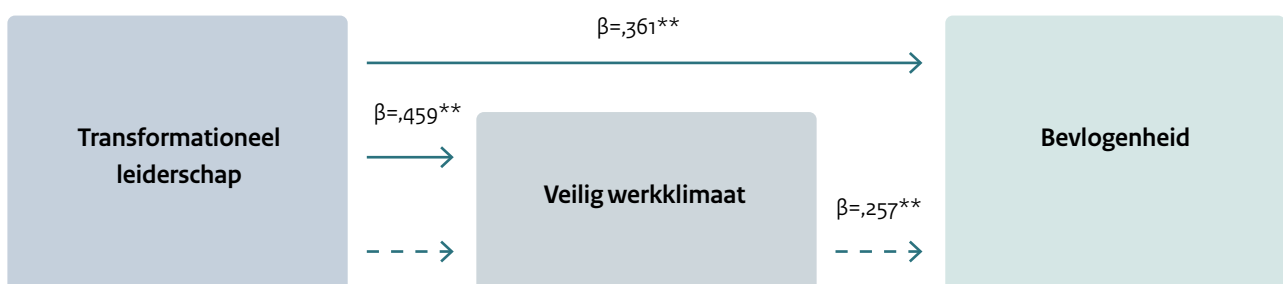 β=,361**
β=,459**
Transformationeel
leiderschap
Bevlogenheid
Veilig werkklimaat
β=,257**